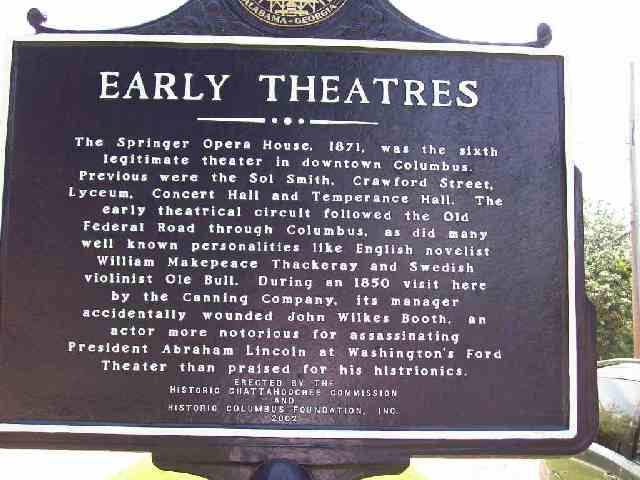 ALABAMA-GEORGIA
EARLY THEATRES
The Springer Opera House, 1871, was the sixth
legitimate theater in downtown Columbus.
Previous were the Sol Smith, Crawford Street,
Lyceum, Concert Hall and Temperance Hall. The
early theatrical circuit followed the Old
Federal Road through Columbus, as did many
well known personalities like English novelist
William Makepeace Thackeray and Swedish
violinist Ole Bull. During an 1850 visit here
by the Canning Company, its manager
accidentally wounded John Wilkes Booth, an
actor more notorious for assassinating
President Abraham Lincoln at Washington's Ford
Theater than praised for his histrionics.
ERECTED BY THE
HISTORIC CHATTAHOOCHEE COMMISSION
AND
HISTORIC COLUMBUS FOUNDATION, INC.
2002